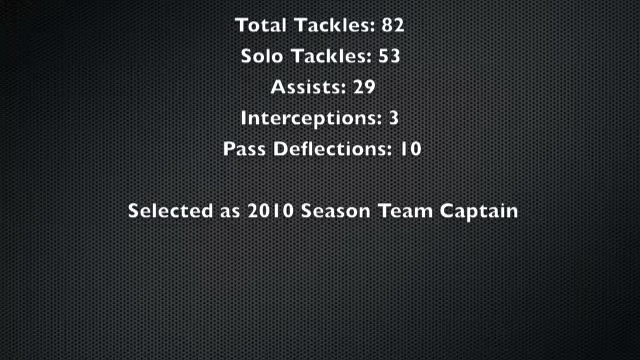 Total Tackles: 82
Solo Tackles: 53
Assists: 29
Interceptions: 3
Pass Deflections: 10
Selected as 2010 Season Team Captain